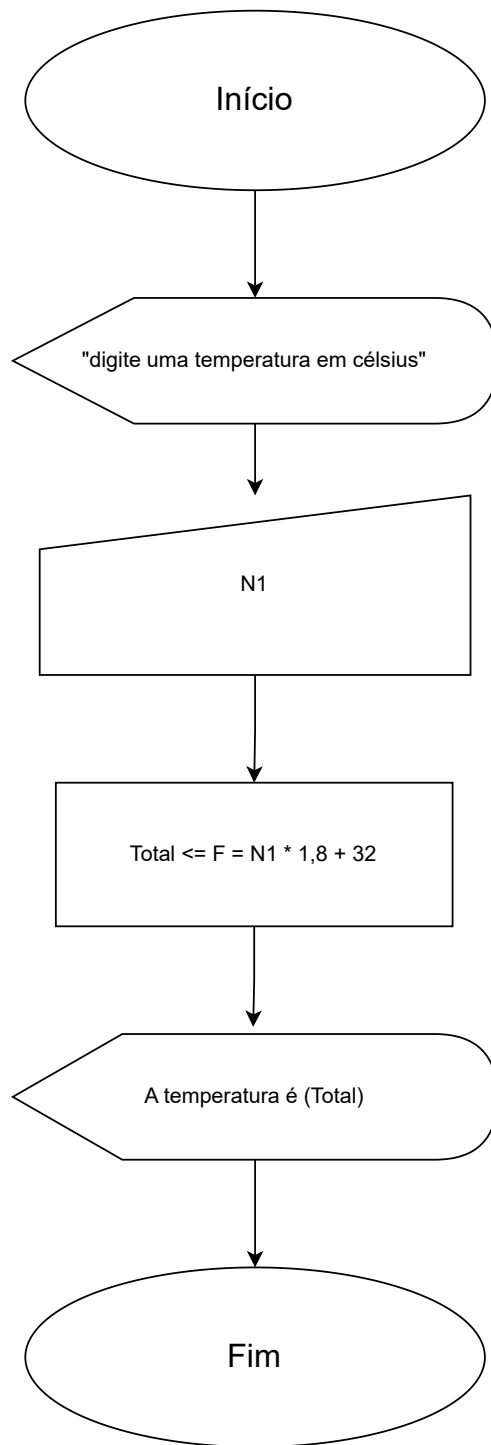 Início
"digite uma temperatura em célsius"
N1
Total <= F = N1 * 1,8 + 32
A temperatura é (Total)
Fim